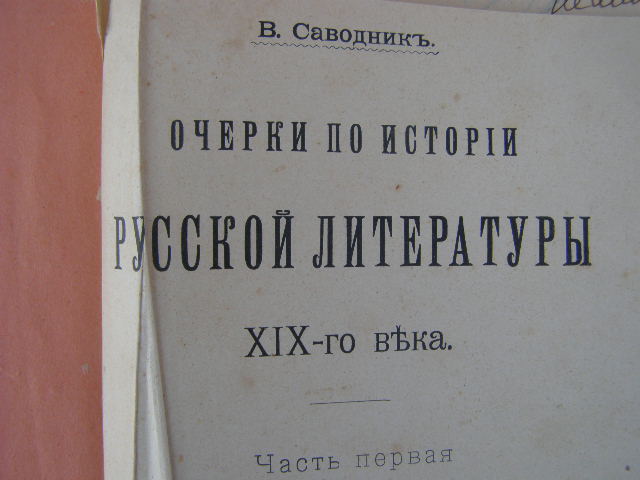 В. Саводникъ.
ОЧЕРКИ ПО ИСТОРІИ
РУССКОЙ ЛИТЕРАТУРЫ
XIX-го вѣка.
Часть первая